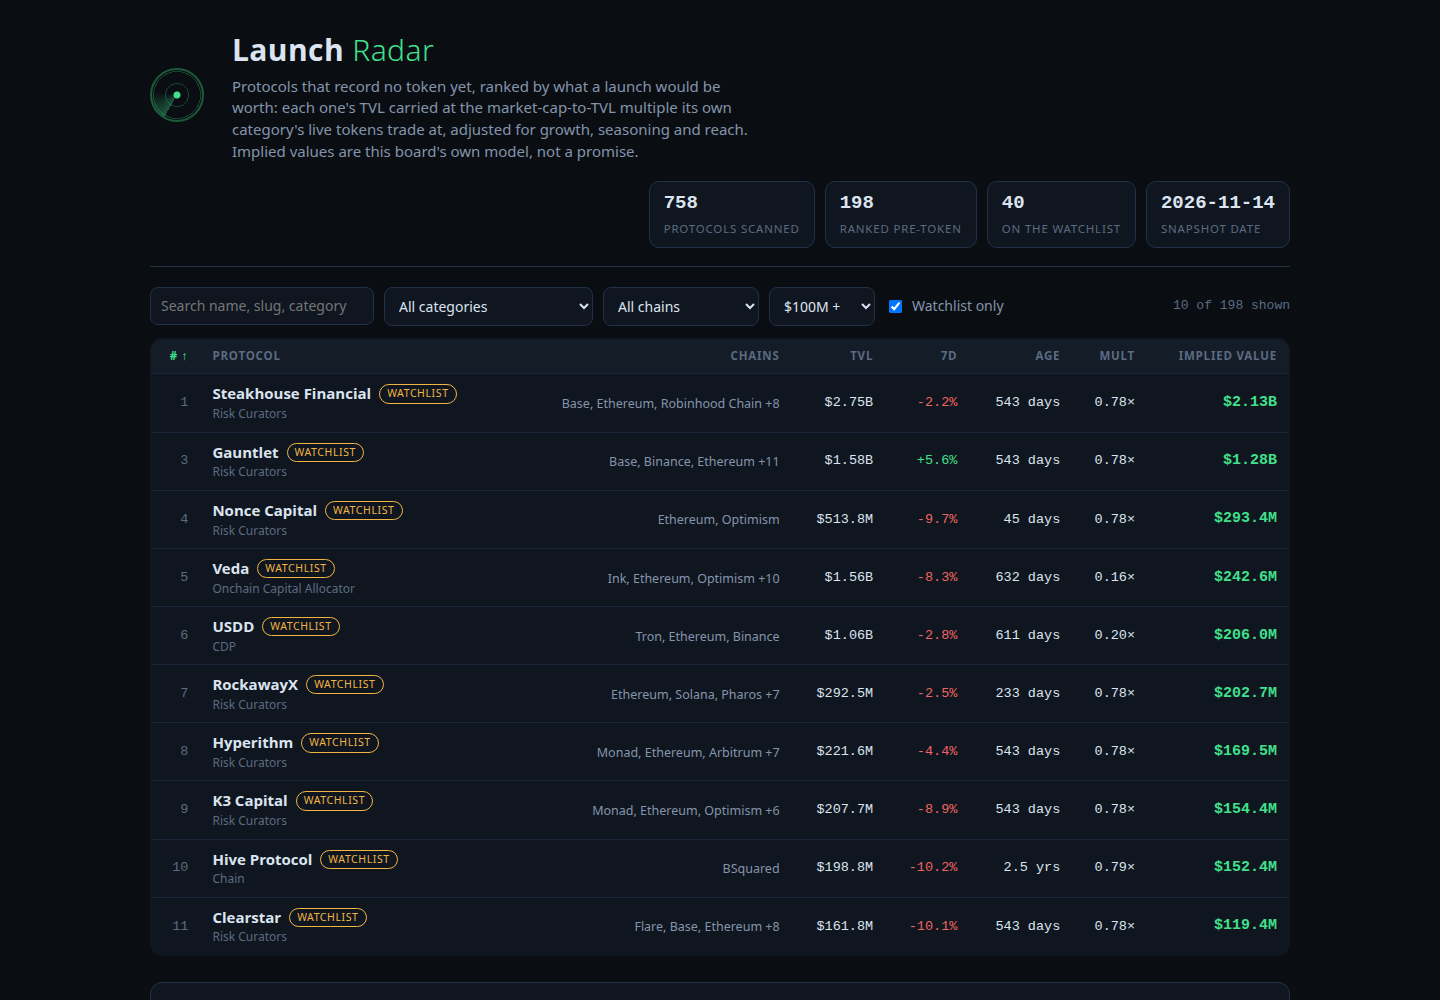 Launch Radar
Protocols that record no token yet, ranked by what a launch would be
worth: each one's TVL carried at the market-cap-to-TVL multiple its own
category's live tokens trade at, adjusted for growth, seasoning and reach.
Implied values are this board's own model, not a promise.
758 198 40 2026-11-14
PROTOCOLS SCANNED RANKED PRE-TOKEN ON THE WATCHLIST SNAPSHOT DATE
Search name, slug, category All categories All chains $100M + Watchlist only 10 of 198 shown
# ↑ PROTOCOL CHAINS TVL 7D AGE MULT IMPLIED VALUE
1 Steakhouse Financial WATCHLIST Base, Ethereum, Robinhood Chain +8 $2.75B -2.2% 543 days 0.78× $2.13B
Risk Curators
3 Gauntlet WATCHLIST Base, Binance, Ethereum +11 $1.58B +5.6% 543 days 0.78× $1.28B
Risk Curators
4 Nonce Capital WATCHLIST Ethereum, Optimism $513.8M -9.7% 45 days 0.78× $293.4M
Risk Curators
5 Veda WATCHLIST Ink, Ethereum, Optimism +10 $1.56B -8.3% 632 days 0.16× $242.6M
Onchain Capital Allocator
6 USDD WATCHLIST Tron, Ethereum, Binance $1.06B -2.8% 611 days 0.20× $206.0M
CDP
7 RockawayX WATCHLIST Ethereum, Solana, Pharos +7 $292.5M -2.5% 233 days 0.78× $202.7M
Risk Curators
8 Hyperithm WATCHLIST Monad, Ethereum, Arbitrum +7 $221.6M -4.4% 543 days 0.78× $169.5M
Risk Curators
9 K3 Capital WATCHLIST Monad, Ethereum, Optimism +6 $207.7M -8.9% 543 days 0.78× $154.4M
Risk Curators
10 Hive Protocol WATCHLIST BSquared $198.8M -10.2% 2.5 yrs 0.79× $152.4M
Chain
11 Clearstar WATCHLIST Flare, Base, Ethereum +8 $161.8M -10.1% 543 days 0.78× $119.4M
Risk Curators